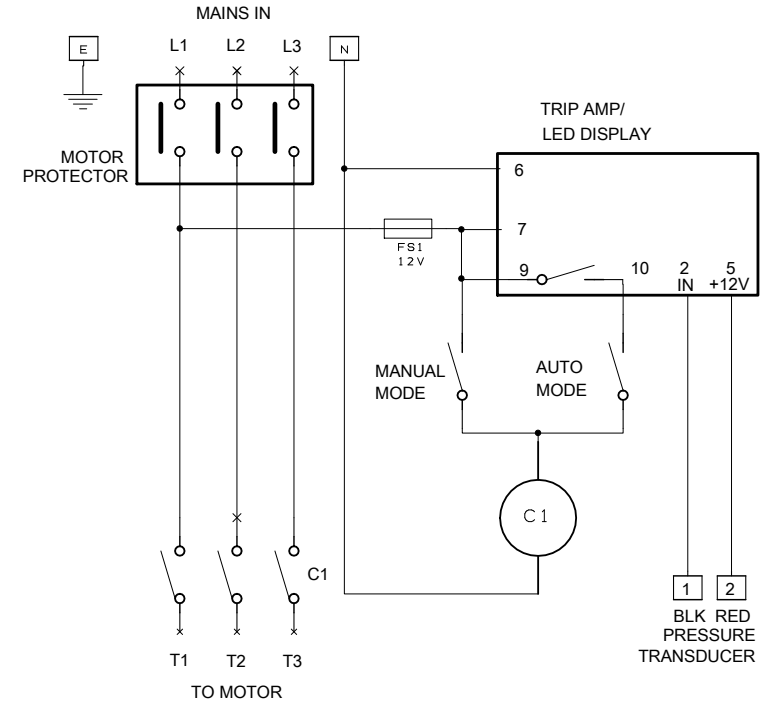 MAINS IN
E
L1 L2 L3
N
MOTOR
PROTECTOR
TRIP AMP/
LED DISPLAY
6
7
FS1
12V
9 10 2 5
IN +12V
MANUAL
MODE
AUTO
MODE
C1
C1
1 2
BLK RED
PRESSURE
TRANSDUCER
T1 T2 T3
TO MOTOR